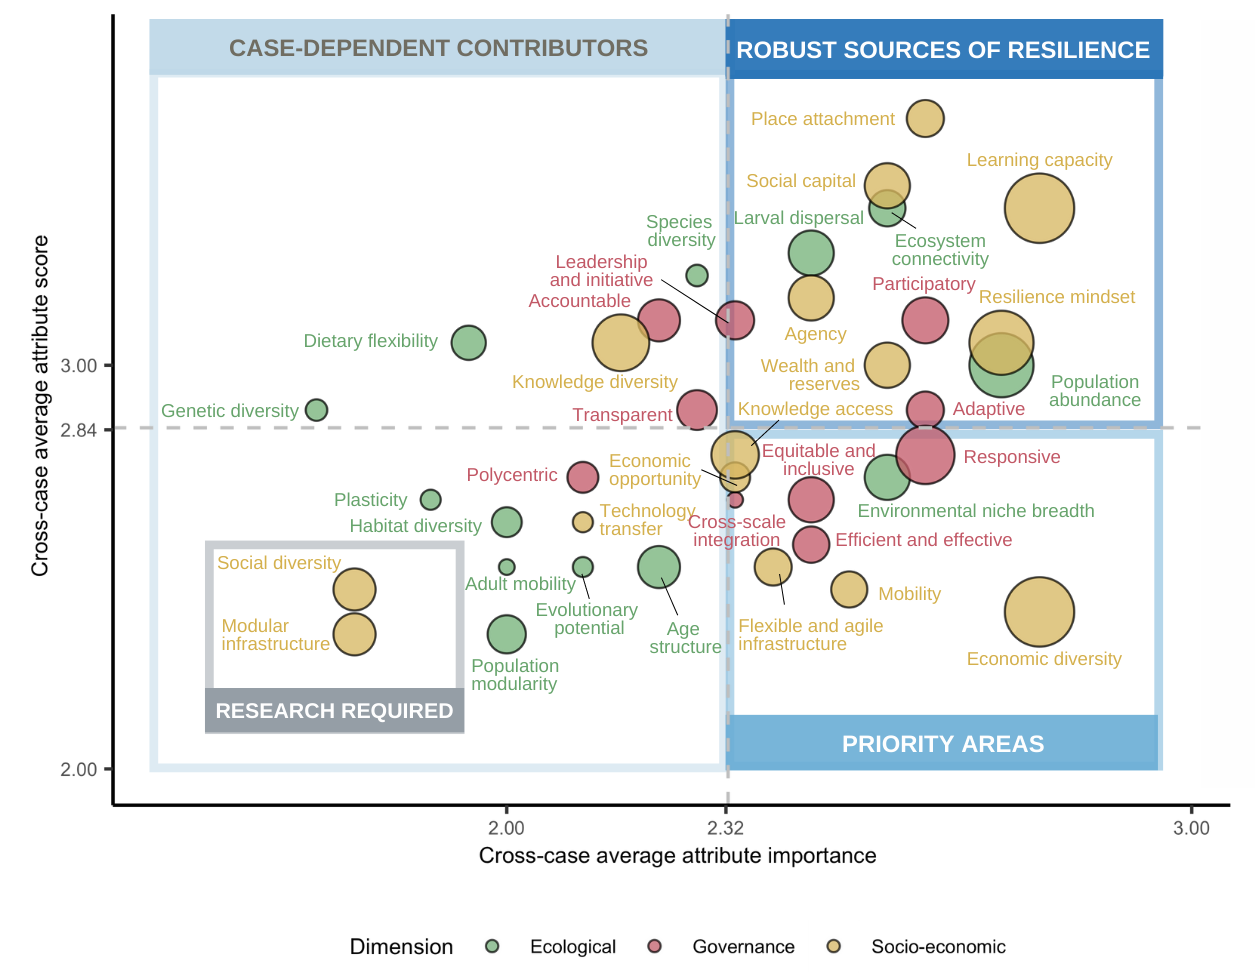 CASE-DEPENDENT CONTRIBUTORS
ROBUST SOURCES OF RESILIENCE
Place attachment
Learning capacity
Social capital
Larval dispersal
Species
diversity
Ecosystem
connectivity
Leadership
and initiative
Accountable
Participatory
Resilience mindset
Agency
Dietary flexibility
Knowledge diversity
Wealth and
reserves
Population
abundance
Genetic diversity
Transparent
Knowledge access
Adaptive
Polycentric
Economic
opportunity
Equitable and
inclusive
Responsive
Plasticity
Habitat diversity
Technology
transfer
Cross-scale
integration
Environmental niche breadth
Efficient and effective
Social diversity
Modular
infrastructure
Adult mobility
Evolutionary
potential
Age
structure
Flexible and agile
infrastructure
Mobility
Economic diversity
Population
modularity
RESEARCH REQUIRED
PRIORITY AREAS
Cross-case average attribute score
3.00
2.84
2.00
2.00
2.32
3.00
Cross-case average attribute importance
Dimension
Ecological
Governance
Socio-economic